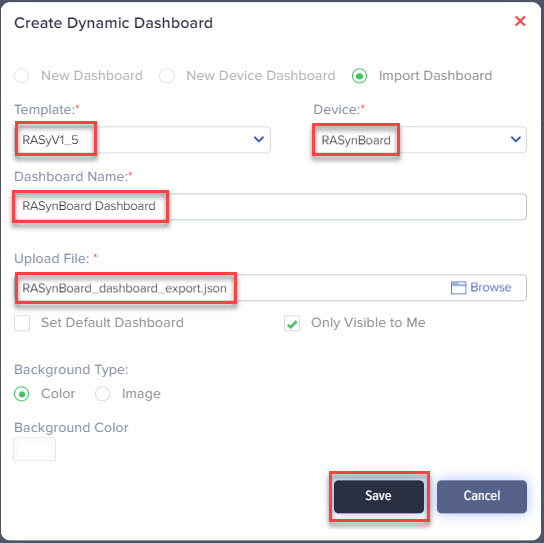 Create Dynamic Dashboard
New Dashboard New Device Dashboard Import Dashboard
Template:* Device:*
RASyV1_5 RASynBoard
Dashboard Name:*
RASynBoard Dashboard
Upload File: *
RASynBoard_dashboard_export.json Browse
Set Default Dashboard Only Visible to Me
Background Type:
Color Image
Background Color
Save Cancel